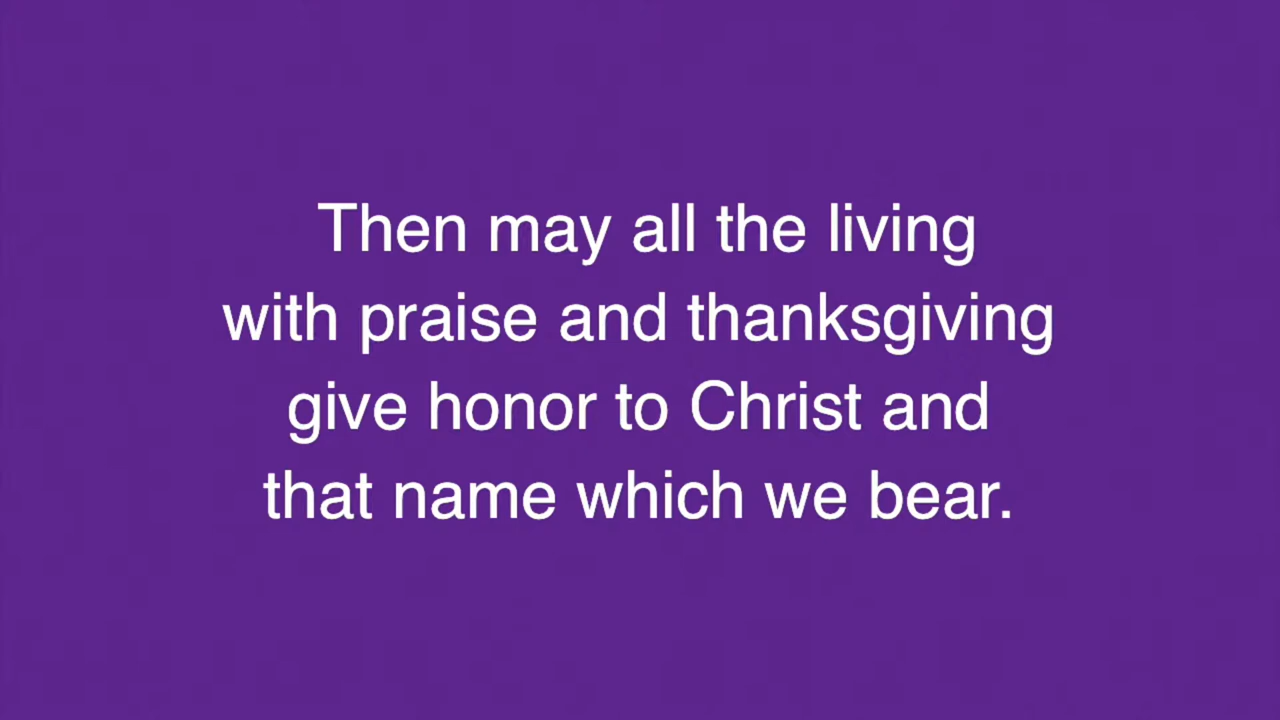 Then may all the living
with praise and thanksgiving
give honor to Christ and
that name which we bear.